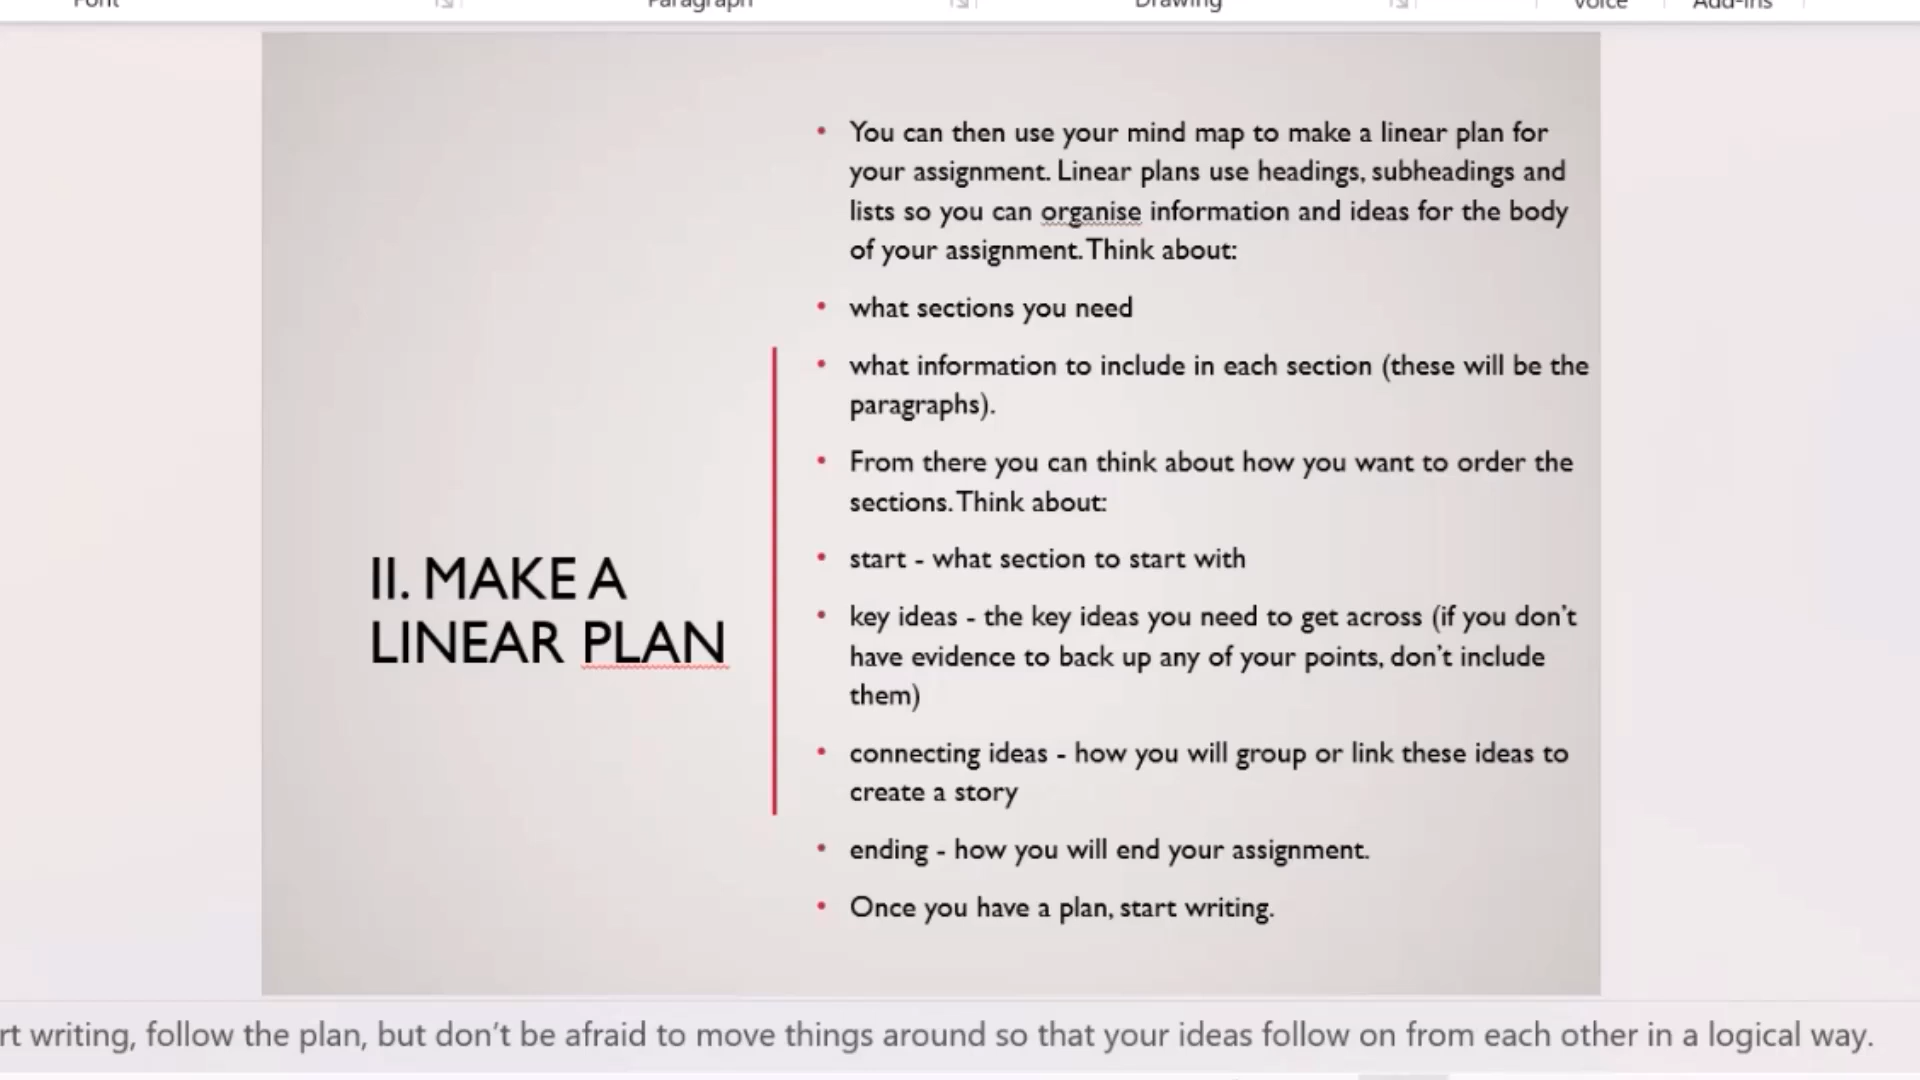 Font
Paragraph
Drawing
Voice
Add-ins
II. MAKE A
LINEAR PLAN
• You can then use your mind map to make a linear plan for
your assignment. Linear plans use headings, subheadings and
lists so you can organise information and ideas for the body
of your assignment. Think about:
• what sections you need
• what information to include in each section (these will be the
paragraphs).
• From there you can think about how you want to order the
sections. Think about:
• start - what section to start with
• key ideas - the key ideas you need to get across (if you don’t
have evidence to back up any of your points, don’t include
them)
• connecting ideas - how you will group or link these ideas to
create a story
• ending - how you will end your assignment.
• Once you have a plan, start writing.
rt writing, follow the plan, but don’t be afraid to move things around so that your ideas follow on from each other in a logical way.